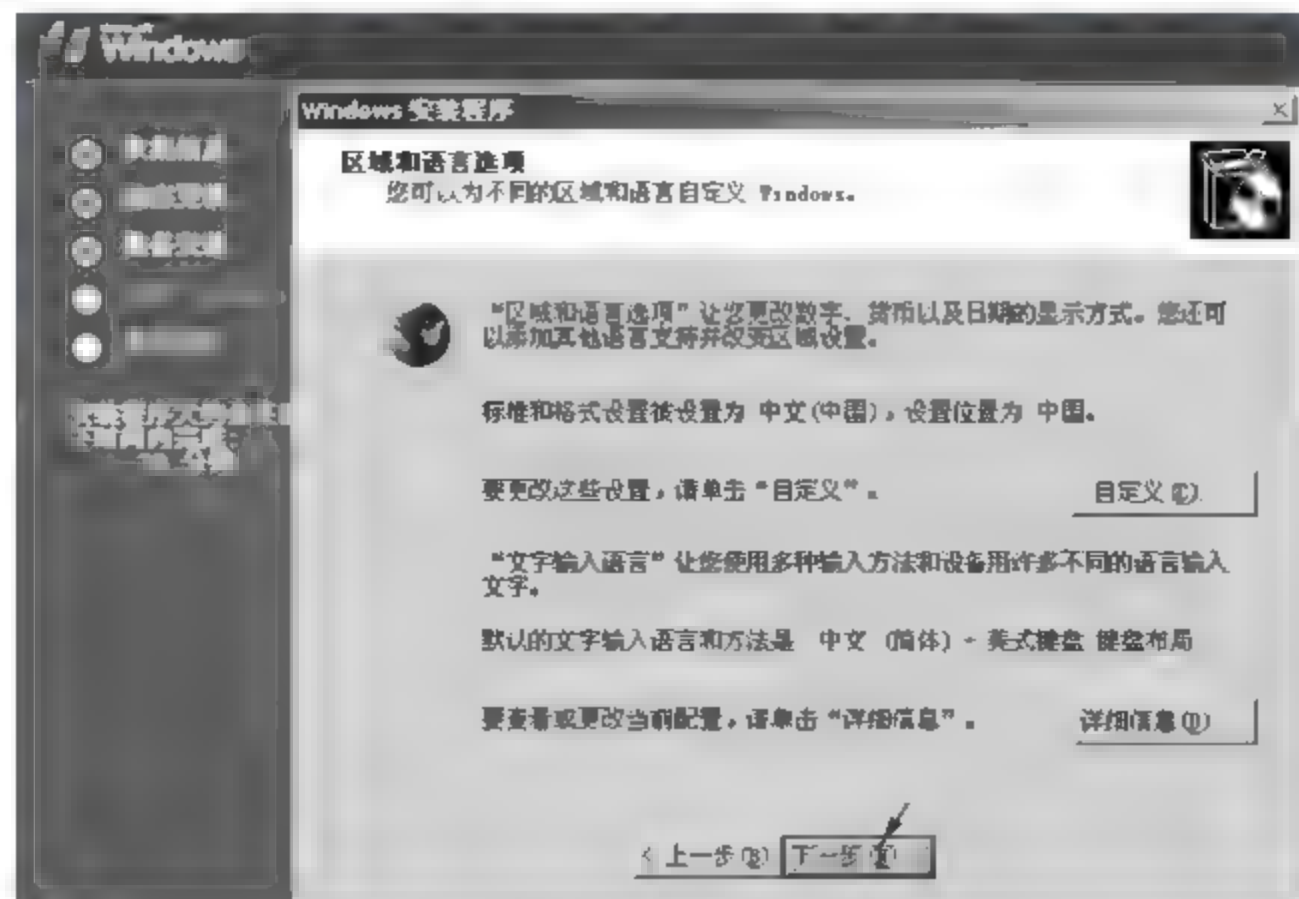 Windows
Windows 安装程序
区域和语言选项
您可以为不同的区域和语言自定义 Windows。
“区域和语言选项”让您更改数字、货币以及日期的显示方式。您还可
以添加其他语言支持并改变区域设置。
标准和格式设置被设置为 中文(中国),设置位置为 中国。
要更改这些设置,请单击“自定义”。
自定义(C)
“文字输入语言”让您使用多种输入方法和设备用许多不同的语言输入
文字。
默认的文字输入语言和方法是 中文 (简体) - 美式键盘 键盘布局
要查看或更改当前配置,请单击“详细信息”。
详细信息(D)
< 上一步(B)
下一步(N)